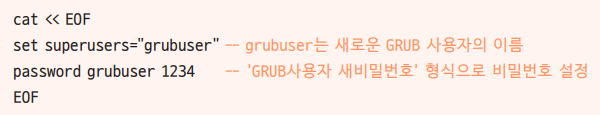 cat << EOF
set superusers="grubuser" -- grubuser는 새로운 GRUB 사용자의 이름
password grubuser 1234 -- 'GRUB사용자 새비밀번호' 형식으로 비밀번호 설정
EOF